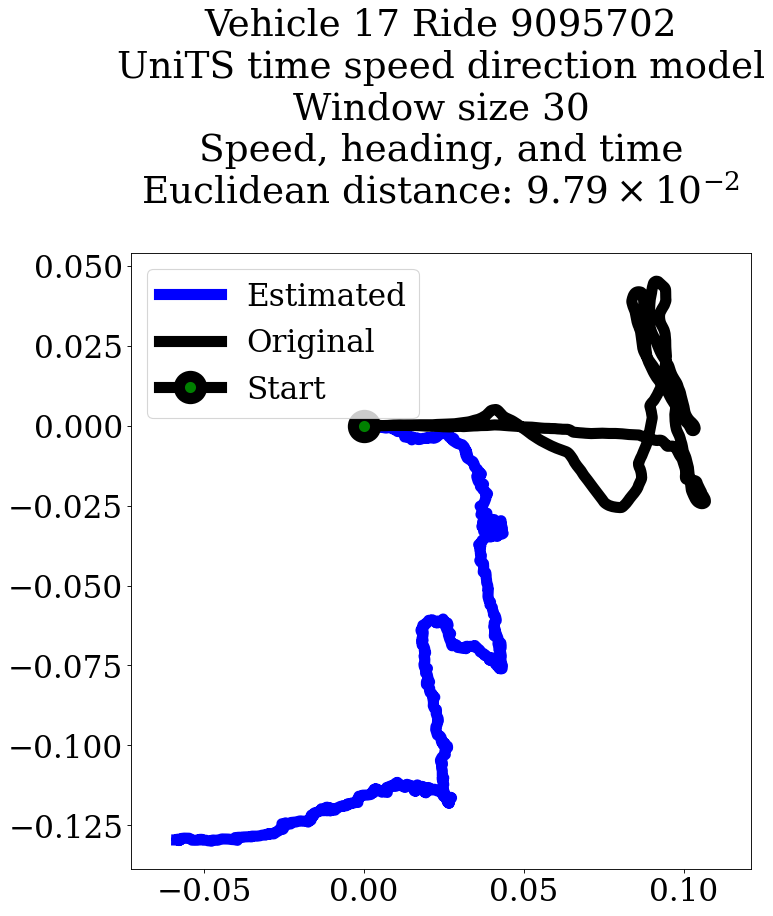 Vehicle 17 Ride 9095702
UniTS time speed direction model
Window size 30
Speed, heading, and time
Euclidean distance: 9.79 × 10⁻²
0.050
0.025
0.000
−0.025
−0.050
−0.075
−0.100
−0.125
Estimated
Original
Start
−0.05 0.00 0.05 0.10